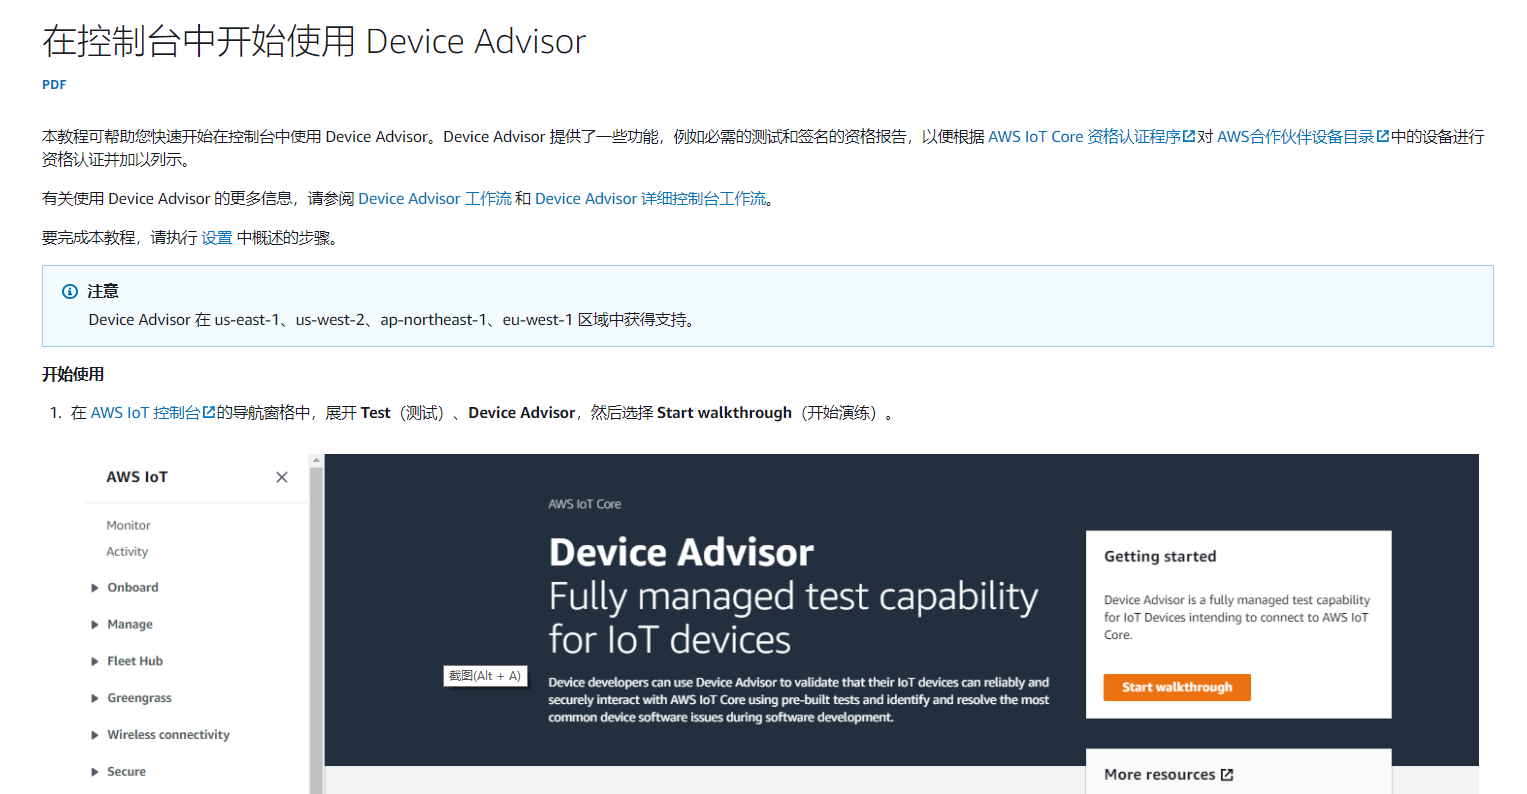 在控制台中开始使用 Device Advisor
PDF
本教程可帮助您快速开始在控制台中使用 Device Advisor。Device Advisor 提供了一些功能，例如必需的测试和签名的资格报告，以便根据 AWS IoT Core 资格认证程序对 AWS合作伙伴设备目录中的设备进行
资格认证并加以列示。
有关使用 Device Advisor 的更多信息，请参阅 Device Advisor 工作流 和 Device Advisor 详细控制台工作流。
要完成本教程，请执行 设置 中概述的步骤。
注意
Device Advisor 在 us-east-1、us-west-2、ap-northeast-1、eu-west-1 区域中获得支持。
开始使用
1. 在 AWS IoT 控制台的导航窗格中，展开 Test（测试）、Device Advisor，然后选择 Start walkthrough（开始演练）。
AWS IoT
Monitor
Activity
Onboard
Manage
Fleet Hub
Greengrass
Wireless connectivity
Secure
AWS IoT Core
Device Advisor
Fully managed test capability
for IoT devices
截图(Alt + A)
Device developers can use Device Advisor to validate that their IoT devices can reliably and
securely interact with AWS IoT Core using pre-built tests and identify and resolve the most
common device software issues during software development.
Getting started
Device Advisor is a fully managed test capability
for IoT Devices intending to connect to AWS IoT
Core.
Start walkthrough
More resources